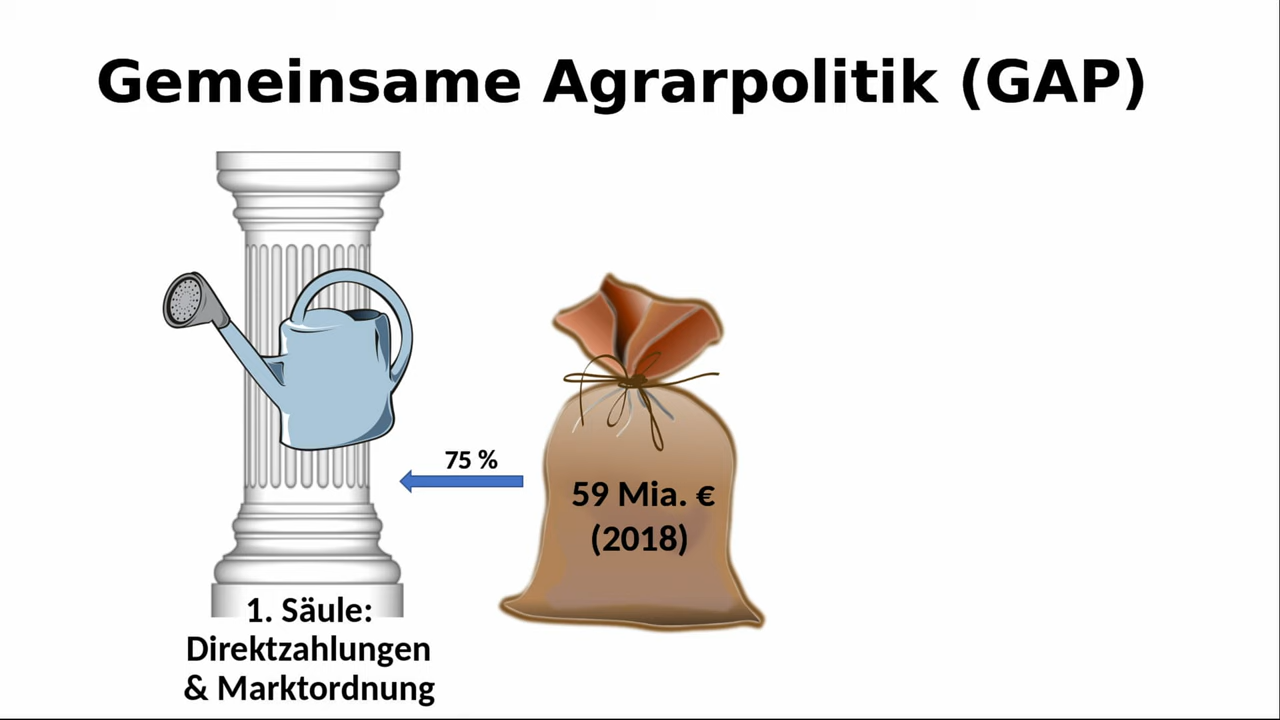 Gemeinsame Agrarpolitik (GAP)
75 %
59 Mia. €
(2018)
1. Säule:
Direktzahlungen
& Marktordnung